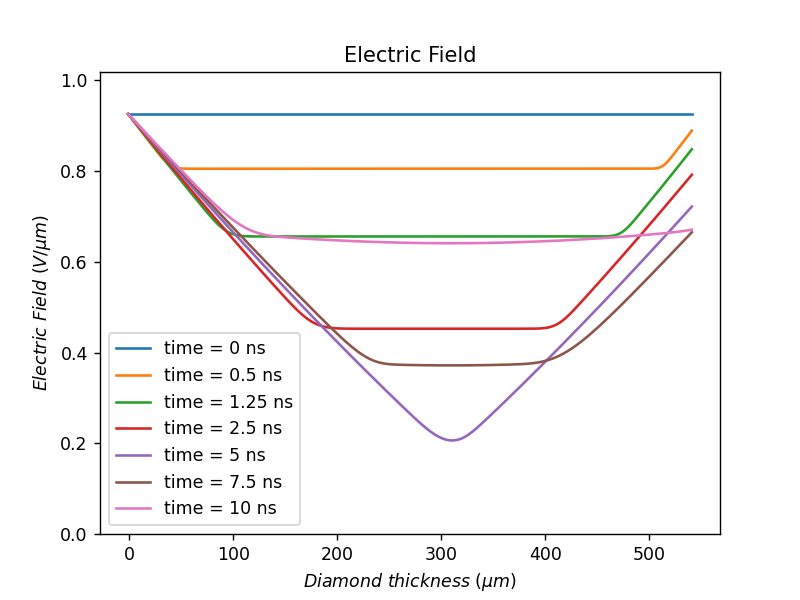 Electric Field
1.0
0.8
0.6
0.4
0.2
0.0
Electric Field (V/μm)
time = 0 ns
time = 0.5 ns
time = 1.25 ns
time = 2.5 ns
time = 5 ns
time = 7.5 ns
time = 10 ns
0 100 200 300 400 500
Diamond thickness (μm)